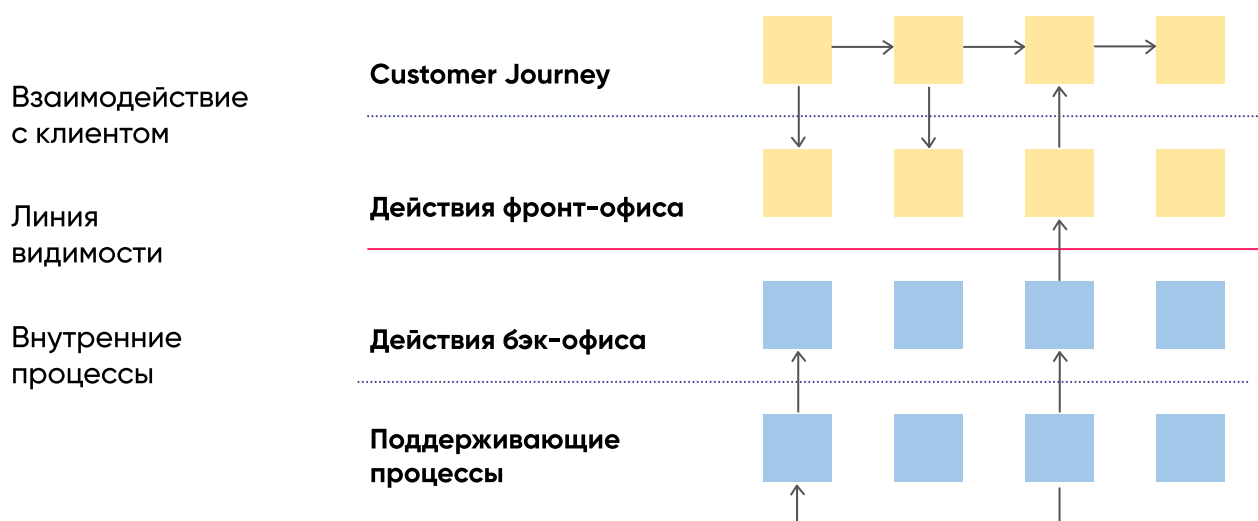 Customer Journey
Взаимодействие
с клиентом
Действия фронт-офиса
Линия
видимости
Действия бэк-офиса
Внутренние
процессы
Поддерживающие
процессы